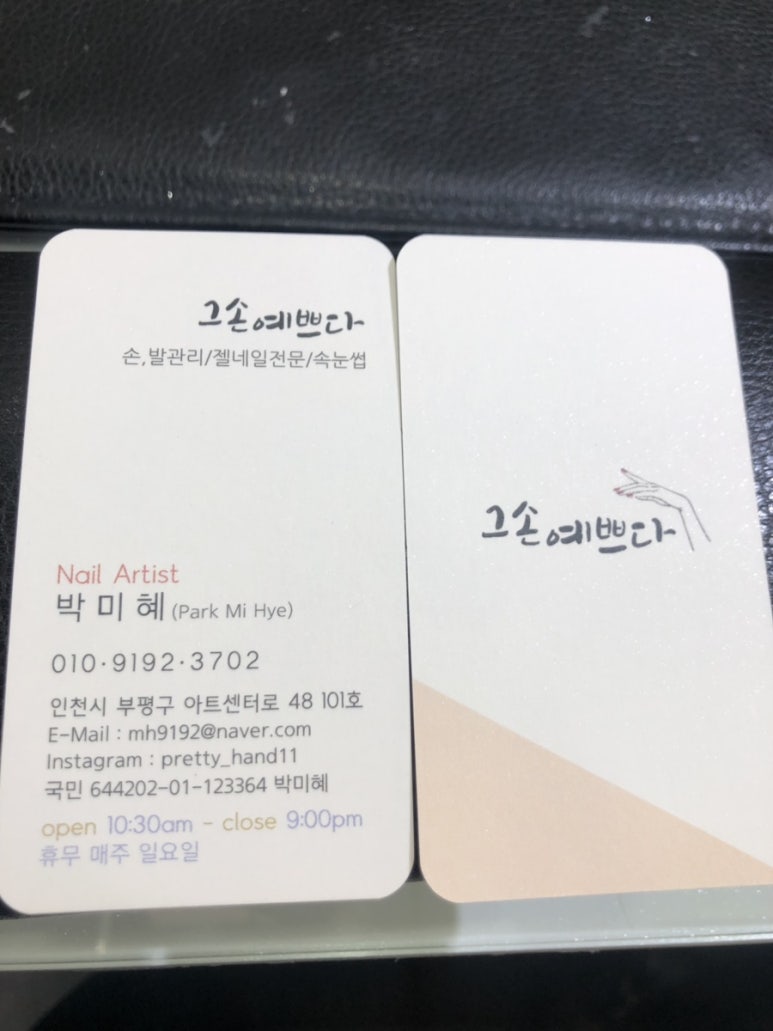 그손예쁘다
손,발관리/젤네일전문/속눈썹
Nail Artist
박미혜 (Park Mi Hye)
010·9192·3702
인천시 부평구 아트센터로 48 101호
E-Mail : mh9192@naver.com
Instagram : pretty_hand11
국민 644202-01-123364 박미혜
open 10:30am - close 9:00pm
휴무 매주 일요일
그손예쁘다